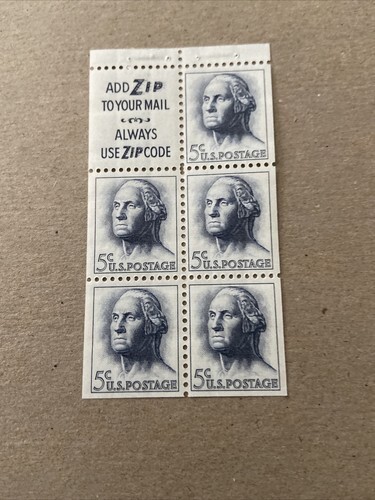 ADD ZIP
TO YOUR MAIL
ALWAYS
USE ZIP CODE
5c
U.S. POSTAGE
5c
U.S. POSTAGE
5c
U.S. POSTAGE
5c
U.S. POSTAGE
5c
U.S. POSTAGE